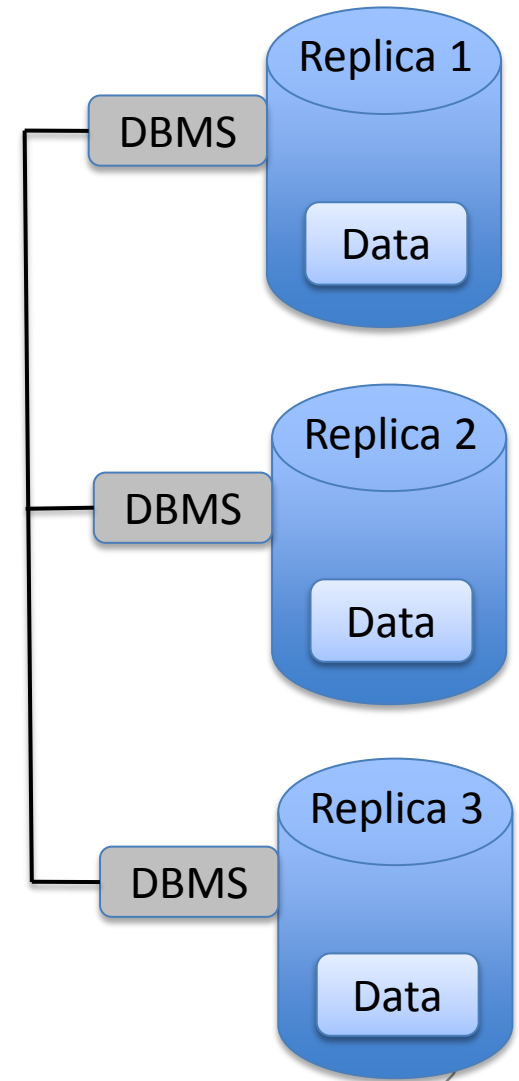 Replica 1
DBMS
Data
Replica 2
DBMS
Data
Replica 3
DBMS
Data